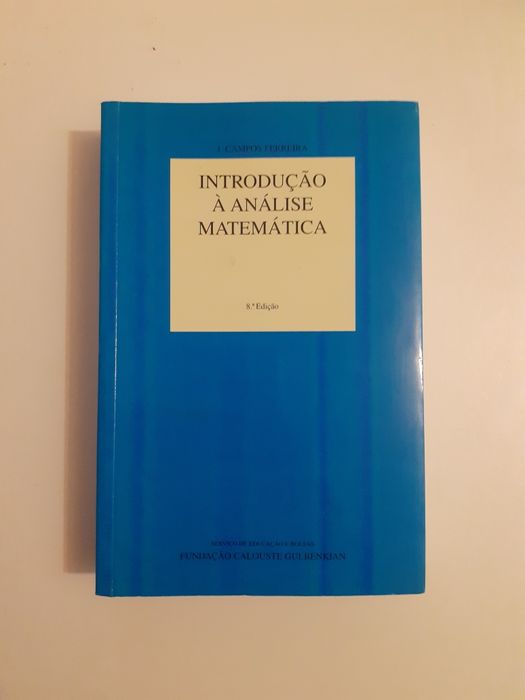 J. CAMPOS FERREIRA
INTRODUÇÃO
À ANÁLISE
MATEMÁTICA
8.ª Edição
SERVIÇO DE EDUCAÇÃO E BOLSAS
FUNDAÇÃO CALOUSTE GULBENKIAN